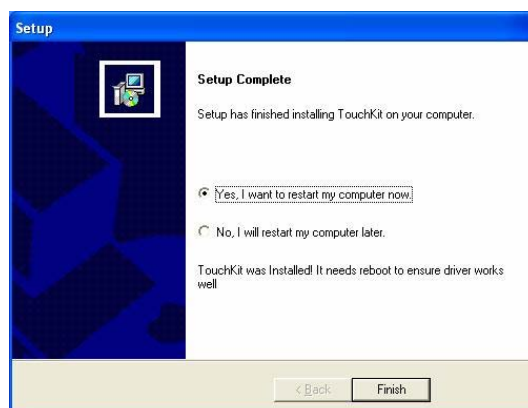 Setup
Setup Complete
Setup has finished installing TouchKit on your computer.
Yes, I want to restart my computer now.
No, I will restart my computer later.
TouchKit was Installed! It needs reboot to ensure driver works
well
< Back
Finish